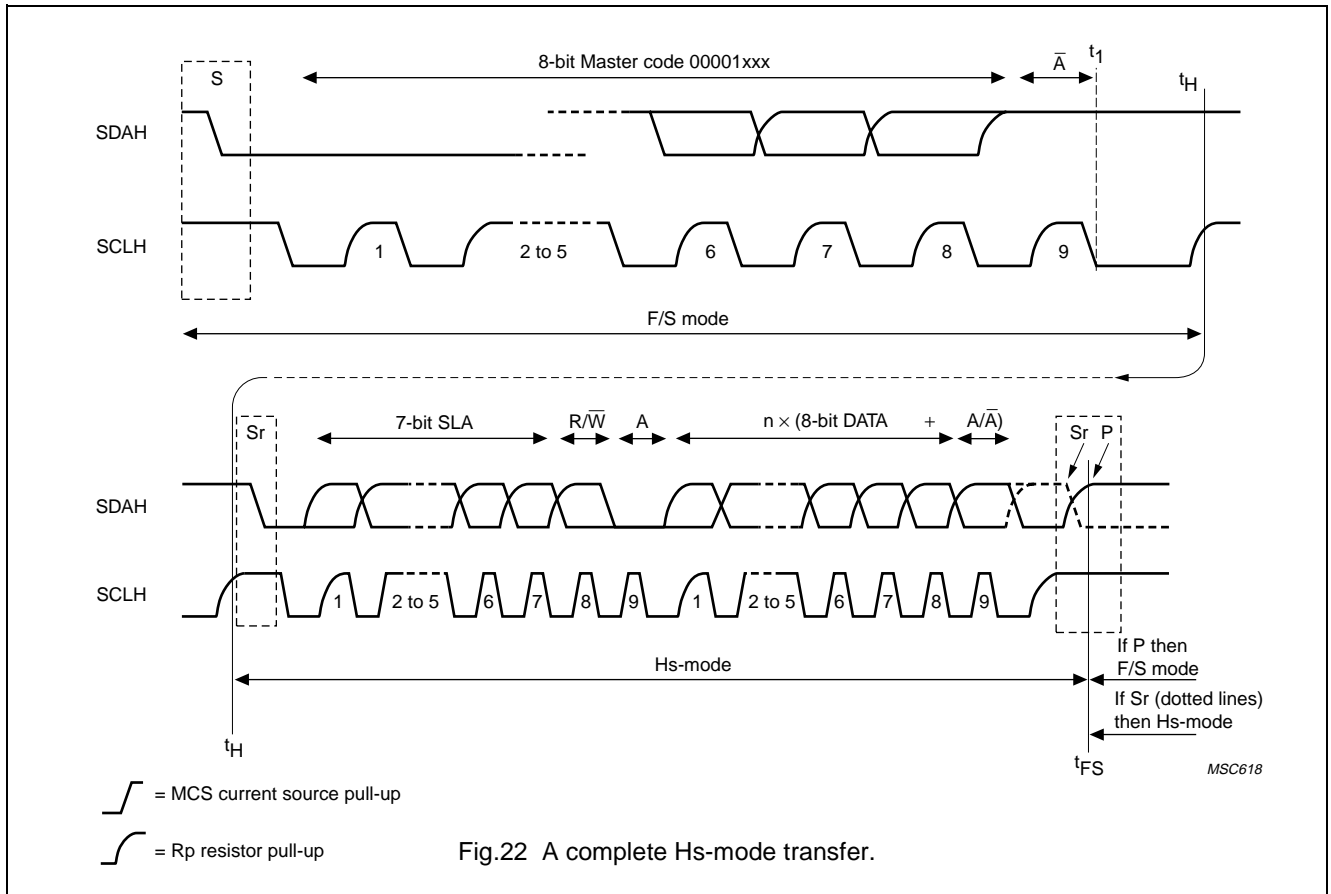 8-bit Master code 00001xxx
A̅
t1
S
tH
SDAH
SCLH
1
2 to 5
6
7
8
9
F/S mode
Sr
7-bit SLA
R/W̅
A
n × (8-bit DATA
+
A/A̅)
Sr P
SDAH
SCLH
1
2 to 5
6
7
8
9
1
2 to 5
6
7
8
9
Hs-mode
If P then
F/S mode
If Sr (dotted lines)
then Hs-mode
tH
tFS
MSC618
= MCS current source pull-up
= Rp resistor pull-up
Fig.22 A complete Hs-mode transfer.